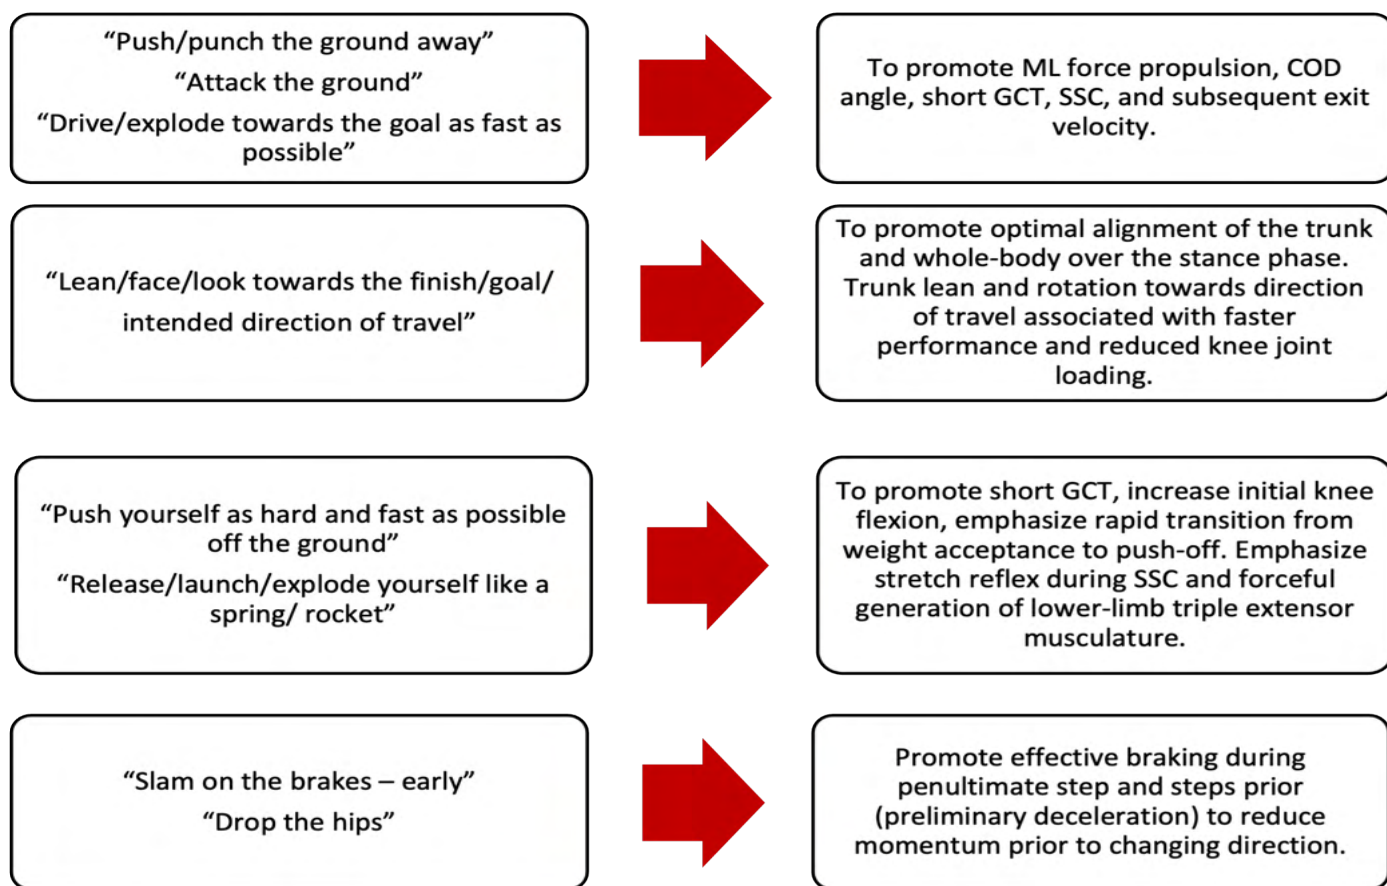 “Push/punch the ground away”
“Attack the ground”
“Drive/explode towards the goal as fast as
possible”
To promote ML force propulsion, COD
angle, short GCT, SSC, and subsequent exit
velocity.
“Lean/face/look towards the finish/goal/
intended direction of travel”
To promote optimal alignment of the trunk
and whole-body over the stance phase.
Trunk lean and rotation towards direction
of travel associated with faster
performance and reduced knee joint
loading.
“Push yourself as hard and fast as possible
off the ground”
“Release/launch/explode yourself like a
spring/ rocket”
To promote short GCT, increase initial knee
flexion, emphasize rapid transition from
weight acceptance to push-off. Emphasize
stretch reflex during SSC and forceful
generation of lower-limb triple extensor
musculature.
“Slam on the brakes – early”
“Drop the hips”
Promote effective braking during
penultimate step and steps prior
(preliminary deceleration) to reduce
momentum prior to changing direction.